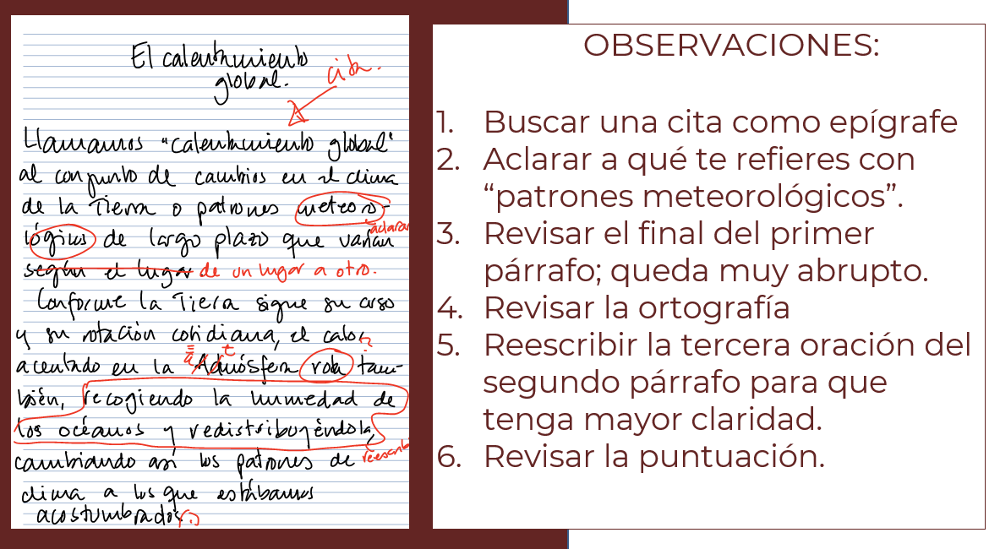 El calentamiento
global.
cita.
Llamamos "calentamiento global"
al conjunto de cambios en el clima
de la Tierra o patrones meteoro-
aclarar
lógicos de largo plazo que varían
según el lugar de un lugar a otro.
Conforme la Tierra sigue su curso
y su rotación cotidiana, el calor
?
a t
acentado en la Admósfera rota tam-
bién, recogiendo la humedad de
los océanos y redistribuyéndola,
cambiando así los patrones de
clima a los que estábamos
acostumbrados.
OBSERVACIONES:
1. Buscar una cita como epígrafe
2. Aclarar a qué te refieres con
“patrones meteorológicos”.
3. Revisar el final del primer
párrafo; queda muy abrupto.
4. Revisar la ortografía
5. Reescribir la tercera oración del
segundo párrafo para que
tenga mayor claridad.
6. Revisar la puntuación.